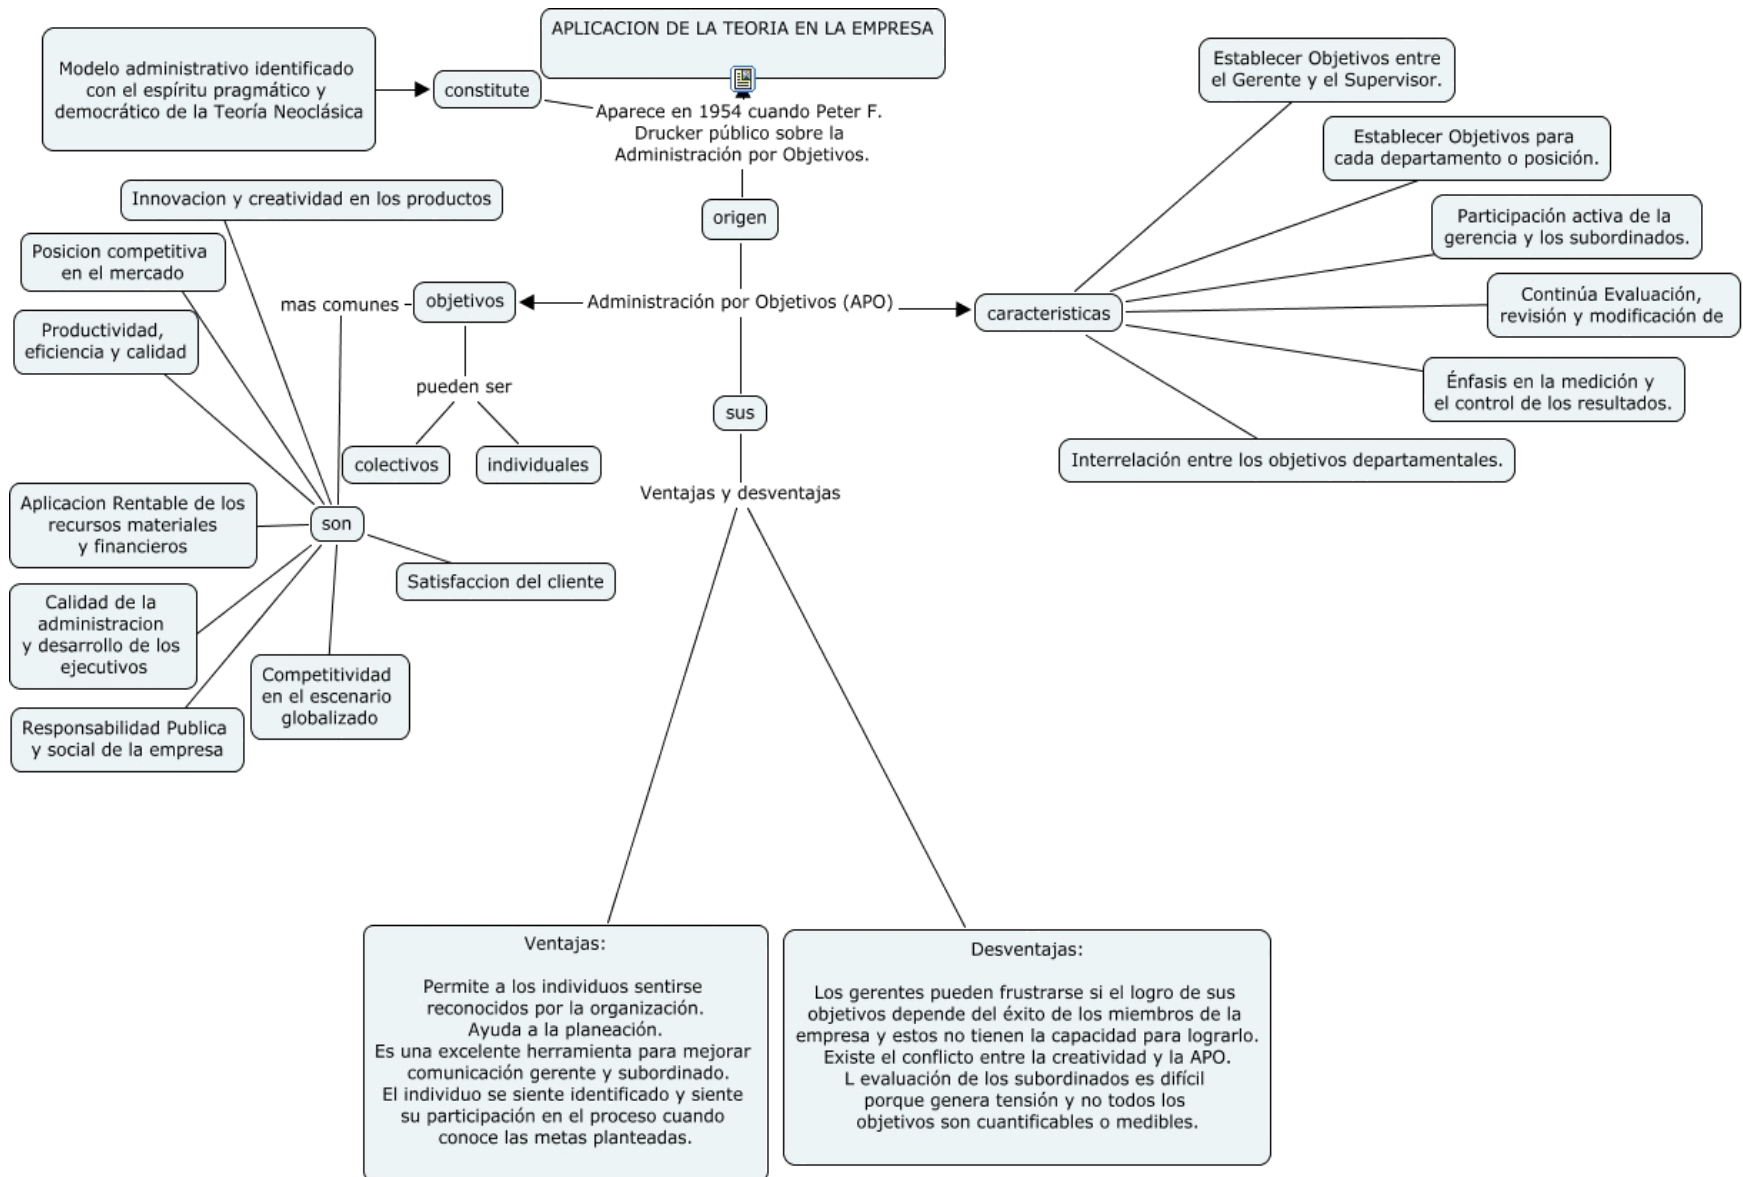 APLICACION DE LA TEORIA EN LA EMPRESA
Modelo administrativo identificado
con el espíritu pragmático y
democrático de la Teoría Neoclásica
constitute
Aparece en 1954 cuando Peter F.
Drucker público sobre la
Administración por Objetivos.
origen
Administración por Objetivos (APO)
objetivos
mas comunes
pueden ser
colectivos
individuales
son
Innovacion y creatividad en los productos
Posicion competitiva
en el mercado
Productividad,
eficiencia y calidad
Aplicacion Rentable de los
recursos materiales
y financieros
Calidad de la
administracion
y desarrollo de los
ejecutivos
Responsabilidad Publica
y social de la empresa
Competitividad
en el escenario
globalizado
Satisfaccion del cliente
caracteristicas
Establecer Objetivos entre
el Gerente y el Supervisor.
Establecer Objetivos para
cada departamento o posición.
Participación activa de la
gerencia y los subordinados.
Continúa Evaluación,
revisión y modificación de
Énfasis en la medición y
el control de los resultados.
Interrelación entre los objetivos departamentales.
sus
Ventajas y desventajas
Ventajas:
Permite a los individuos sentirse
reconocidos por la organización.
Ayuda a la planeación.
Es una excelente herramienta para mejorar
comunicación gerente y subordinado.
El individuo se siente identificado y siente
su participación en el proceso cuando
conoce las metas planteadas.
Desventajas:
Los gerentes pueden frustrarse si el logro de sus
objetivos depende del éxito de los miembros de la
empresa y estos no tienen la capacidad para lograrlo.
Existe el conflicto entre la creatividad y la APO.
L evaluación de los subordinados es difícil
porque genera tensión y no todos los
objetivos son cuantificables o medibles.